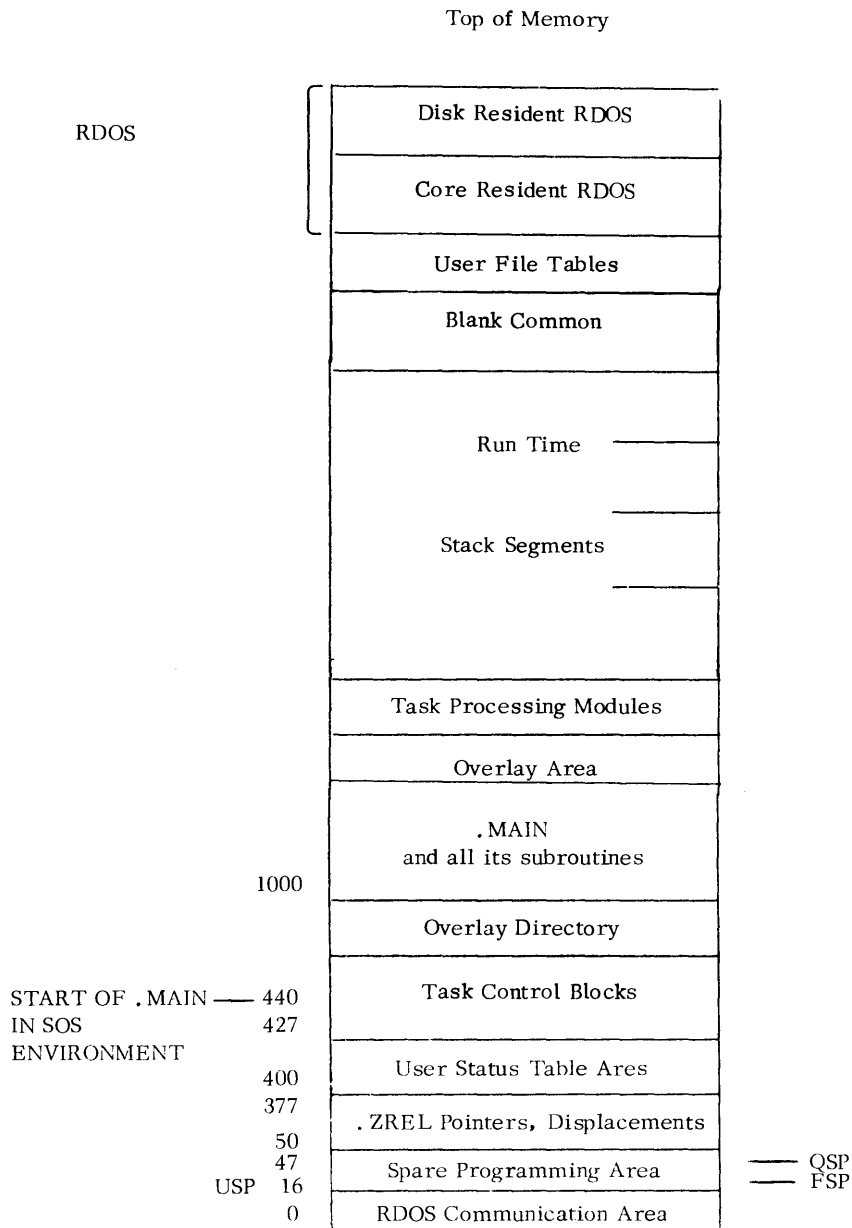 Top of Memory
RDOS
Disk Resident RDOS
Core Resident RDOS
User File Tables
Blank Common
Run Time
Stack Segments
Task Processing Modules
Overlay Area
.MAIN
and all its subroutines
1000
Overlay Directory
START OF .MAIN — 440
Task Control Blocks
IN SOS 427
ENVIRONMENT
User Status Table Ares
400
377
.ZREL Pointers, Displacements
50
47
Spare Programming Area
QSP
USP 16
FSP
0
RDOS Communication Area